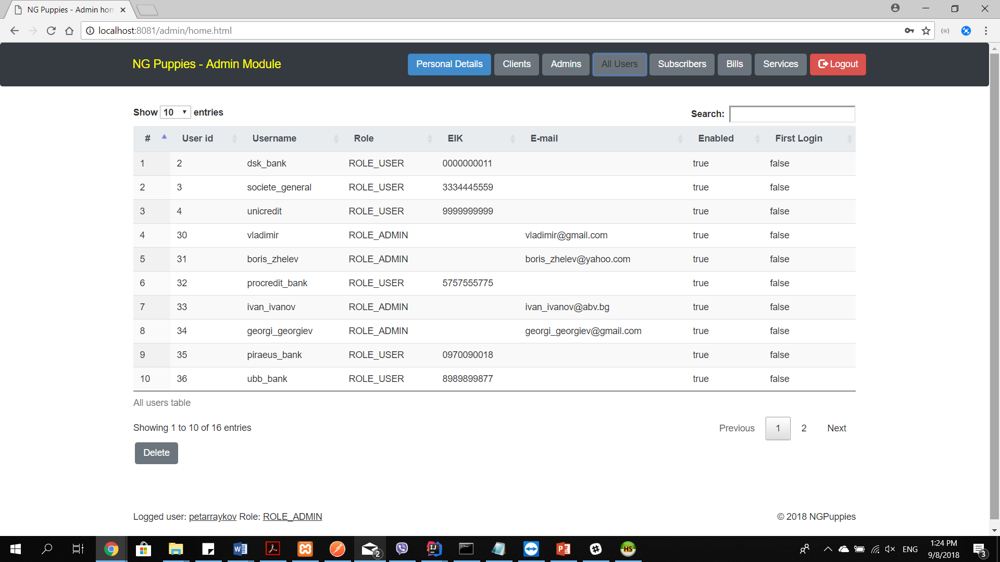 NG Puppies - Admin hom
localhost:8081/admin/home.html
NG Puppies - Admin Module
Personal Details Clients Admins All Users Subscribers Bills Services Logout
Show 10 entries Search:
# User id Username Role EIK E-mail Enabled First Login
1 2 dsk_bank ROLE_USER 0000000011 true false
2 3 societe_general ROLE_USER 3334445559 true false
3 4 unicredit ROLE_USER 9999999999 true false
4 30 vladimir ROLE_ADMIN vladimir@gmail.com true false
5 31 boris_zhelev ROLE_ADMIN boris_zhelev@yahoo.com true false
6 32 procredit_bank ROLE_USER 5757555775 true false
7 33 ivan_ivanov ROLE_ADMIN ivan_ivanov@abv.bg true false
8 34 georgi_georgiev ROLE_ADMIN georgi_georgiev@gmail.com true false
9 35 piraeus_bank ROLE_USER 0970090018 true false
10 36 ubb_bank ROLE_USER 8989899877 true false
All users table
Showing 1 to 10 of 16 entries Previous 1 2 Next
Delete
Logged user: petarraykov Role: ROLE_ADMIN © 2018 NGPuppies
2 HS ENG 1:24 PM
9/8/2018 3